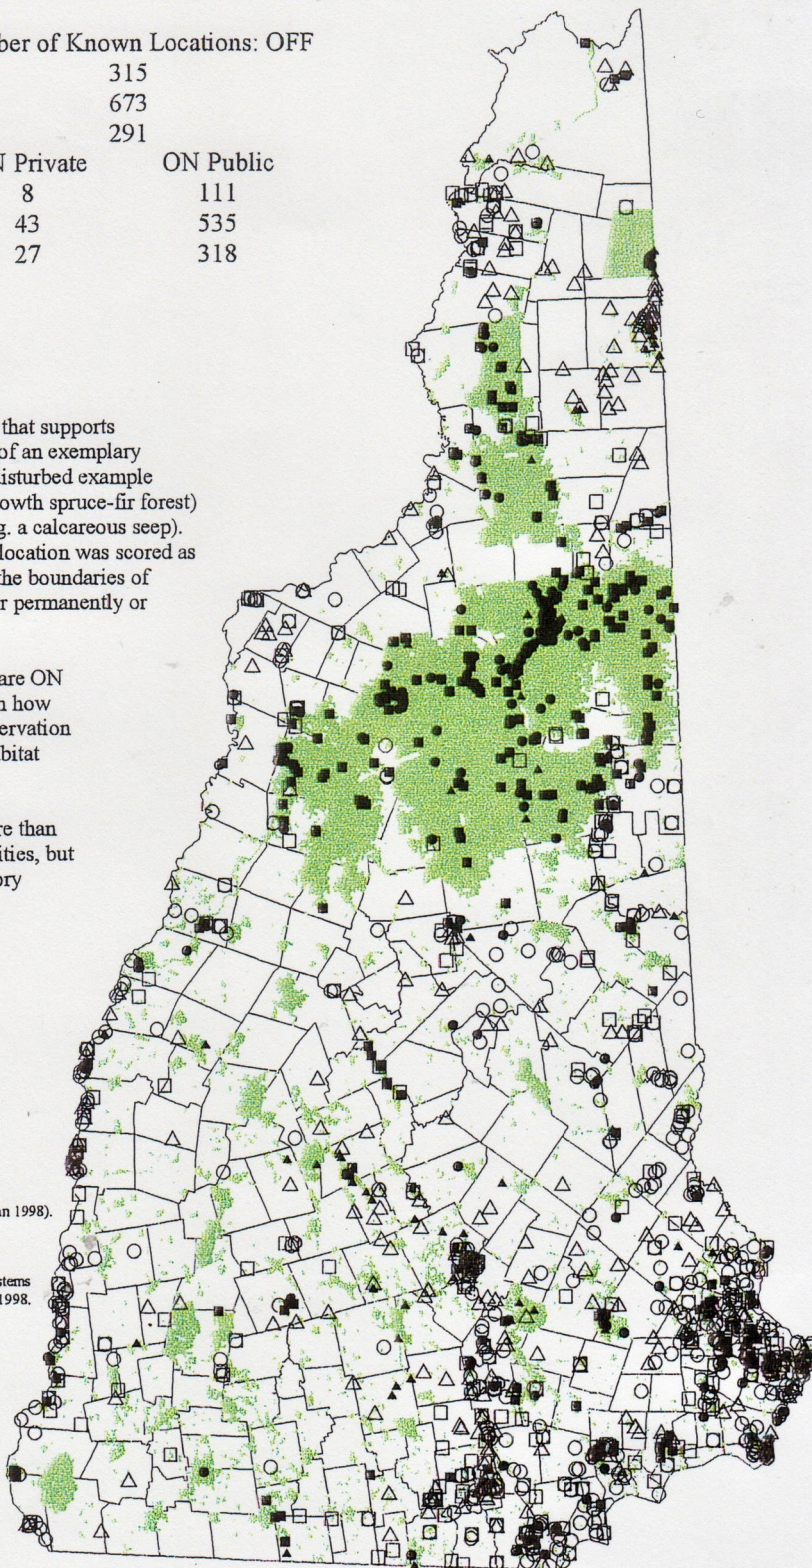 ber of Known Locations: OFF
315
673
291
N Private ON Public
8 111
43 535
27 318
that supports
of an exemplary
disturbed example
owth spruce-fir forest)
g. a calcareous seep).
location was scored as
the boundaries of
r permanently or
are ON
n how
servation
bitat
re than
ities, but
ory
an 1998).
stems
1998.